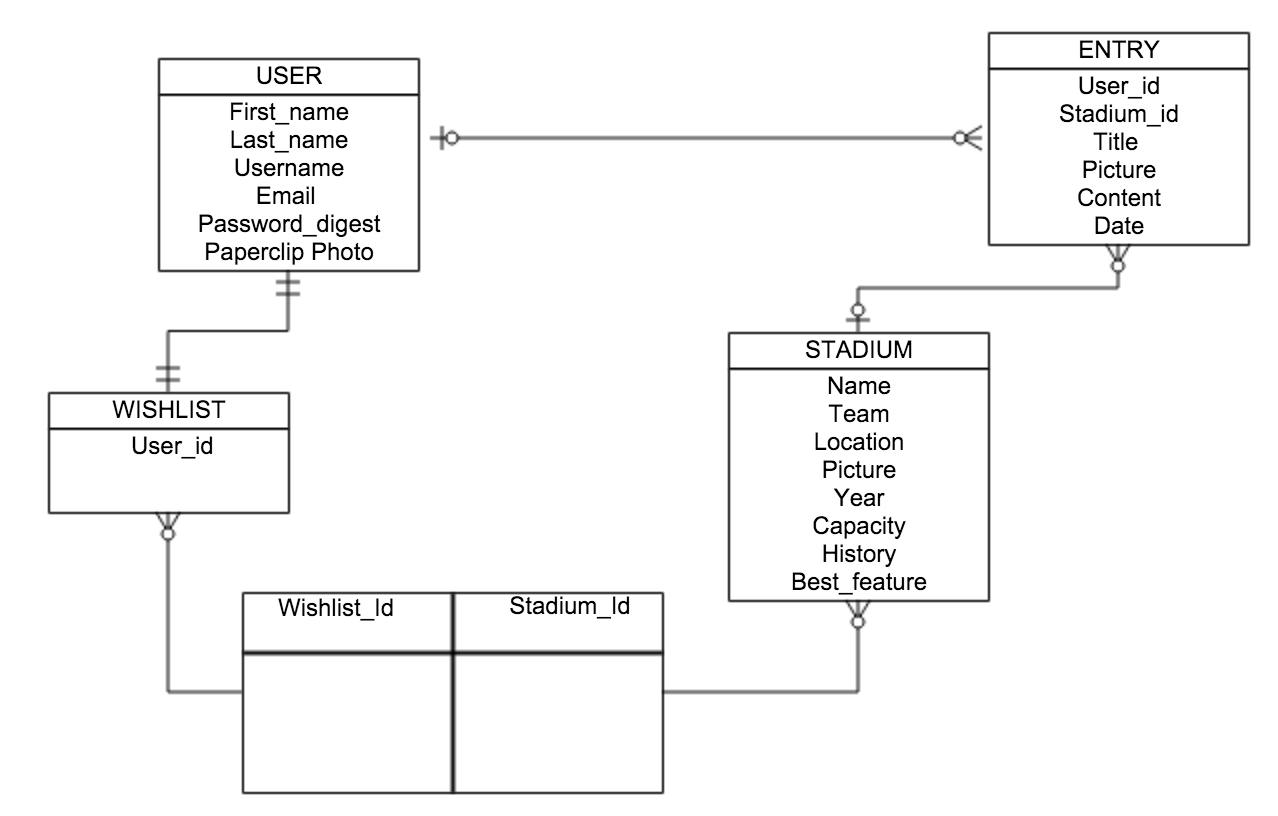 USER
First_name
Last_name
Username
Email
Password_digest
Paperclip Photo
ENTRY
User_id
Stadium_id
Title
Picture
Content
Date
WISHLIST
User_id
STADIUM
Name
Team
Location
Picture
Year
Capacity
History
Best_feature
Wishlist_Id
Stadium_Id